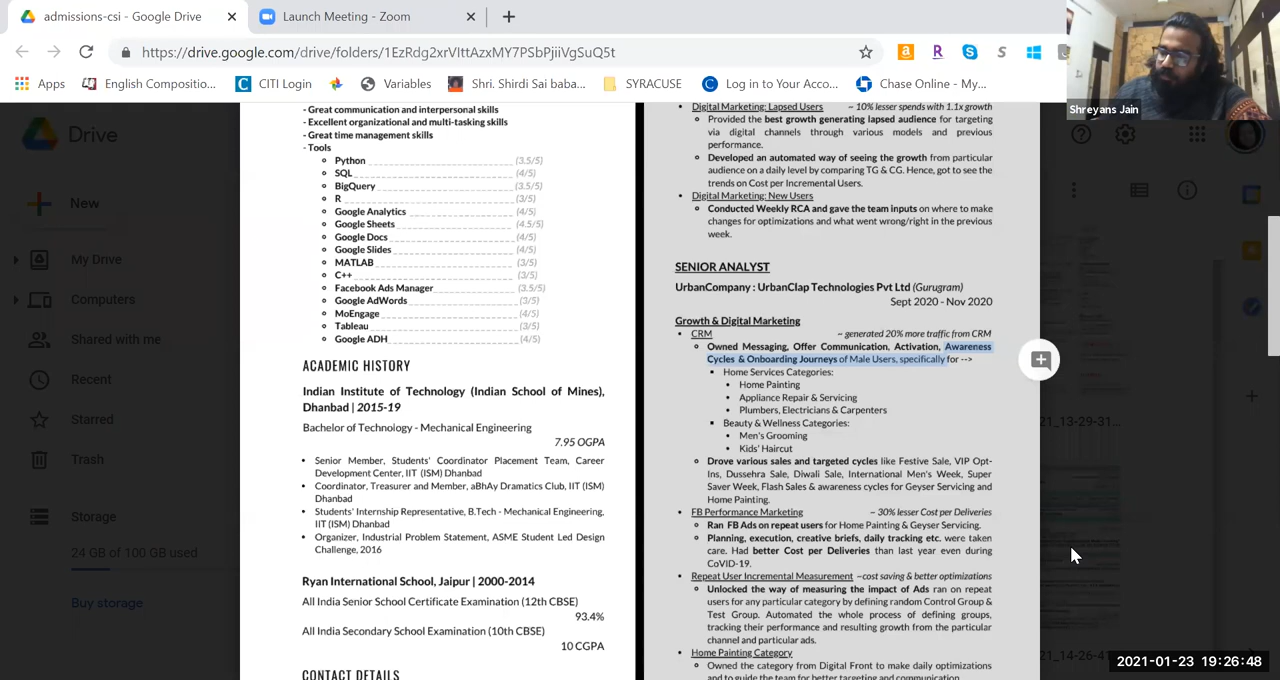 admissions-csi - Google Drive
Launch Meeting - Zoom
https://drive.google.com/drive/folders/1EzRdg2xrVIttAzxMY7PSbPjiiVgSuQ5t
Apps
English Compositio...
CITI Login
Variables
Shri. Shirdi Sai baba...
SYRACUSE
Log in to Your Acco...
Chase Online - My...
Shreyans Jain
Drive
New
My Drive
Computers
Shared with me
Recent
Starred
Trash
Storage
24 GB of 100 GB used
Buy storage
- Great communication and interpersonal skills
- Excellent organizational and multi-tasking skills
- Great time management skills
- Tools
Python (3.5/5)
SQL (4/5)
BigQuery (3.5/5)
R (3/5)
Google Analytics (4/5)
Google Sheets (4.5/5)
Google Docs (4/5)
Google Slides (4/5)
MATLAB (3/5)
C++ (3/5)
Facebook Ads Manager (3.5/5)
Google AdWords (3/5)
MoEngage (4/5)
Tableau (3/5)
Google ADH (4/5)
ACADEMIC HISTORY
Indian Institute of Technology (Indian School of Mines),
Dhanbad | 2015-19
Bachelor of Technology - Mechanical Engineering
7.95 OGPA
Senior Member, Students' Coordinator Placement Team, Career
Development Center, IIT (ISM) Dhanbad
Coordinator, Treasurer and Member, aBhAy Dramatics Club, IIT (ISM)
Dhanbad
Students' Internship Representative, B.Tech - Mechanical Engineering,
IIT (ISM) Dhanbad
Organizer, Industrial Problem Statement, ASME Student Led Design
Challenge, 2016
Ryan International School, Jaipur | 2000-2014
All India Senior School Certificate Examination (12th CBSE)
93.4%
All India Secondary School Examination (10th CBSE)
10 CGPA
CONTACT DETAILS
Digital Marketing: Lapsed Users ~ 10% lesser spends with 1.1x growth
Provided the best growth generating lapsed audience for targeting
via digital channels through various models and previous
performance.
Developed an automated way of seeing the growth from particular
audience on a daily level by comparing TG & CG. Hence, got to see the
trends on Cost per Incremental Users.
Digital Marketing: New Users
Conducted Weekly RCA and gave the team inputs on where to make
changes for optimizations and what went wrong/right in the previous
week.
SENIOR ANALYST
UrbanCompany : UrbanClap Technologies Pvt Ltd (Gurugram)
Sept 2020 - Nov 2020
Growth & Digital Marketing
CRM ~ generated 20% more traffic from CRM
Owned Messaging, Offer Communication, Activation, Awareness
Cycles & Onboarding Journeys of Male Users, specifically for -->
Home Services Categories:
Home Painting
Appliance Repair & Servicing
Plumbers, Electricians & Carpenters
Beauty & Wellness Categories:
Men's Grooming
Kids' Haircut
Drove various sales and targeted cycles like Festive Sale, VIP Opt-
Ins, Dussehra Sale, Diwali Sale, International Men's Week, Super
Saver Week, Flash Sales & awareness cycles for Geyser Servicing and
Home Painting.
FB Performance Marketing ~ 30% lesser Cost per Deliveries
Ran FB Ads on repeat users for Home Painting & Geyser Servicing.
Planning, execution, creative briefs, daily tracking etc. were taken
care. Had better Cost per Deliveries than last year even during
CoVID-19.
Repeat User Incremental Measurement ~cost saving & better optimizations
Unlocked the way of measuring the impact of Ads ran on repeat
users for any particular category by defining random Control Group &
Test Group. Automated the whole process of defining groups,
tracking their performance and resulting growth from the particular
channel and particular ads.
Home Painting Category
Owned the category from Digital Front to make daily optimizations
and to guide the team for better targeting and communication.
21_13-29-31...
21_14-26-41
2021-01-23 19:26:48